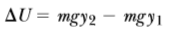 ΔU = mgy₂ − mgy₁